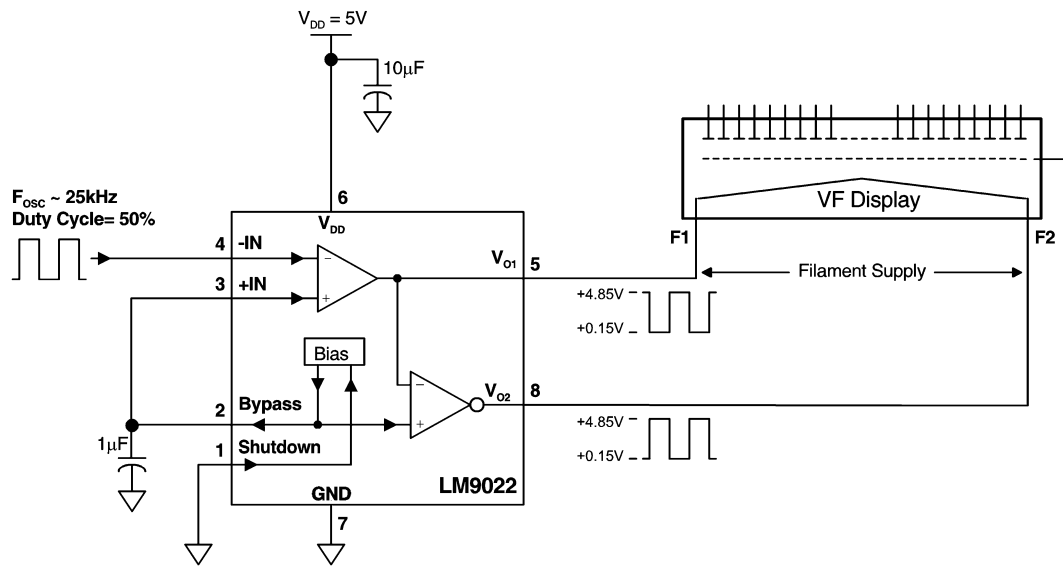 V_DD = 5V
10μF
F_OSC ~ 25kHz
Duty Cycle= 50%
6
V_DD
4 -IN
−
3 +IN
+
V_O1 5
Bias
−
+
V_O2 8
2 Bypass
1μF
1 Shutdown
LM9022
GND
7
VF Display
F1
F2
Filament Supply
+4.85V
+0.15V
+4.85V
+0.15V